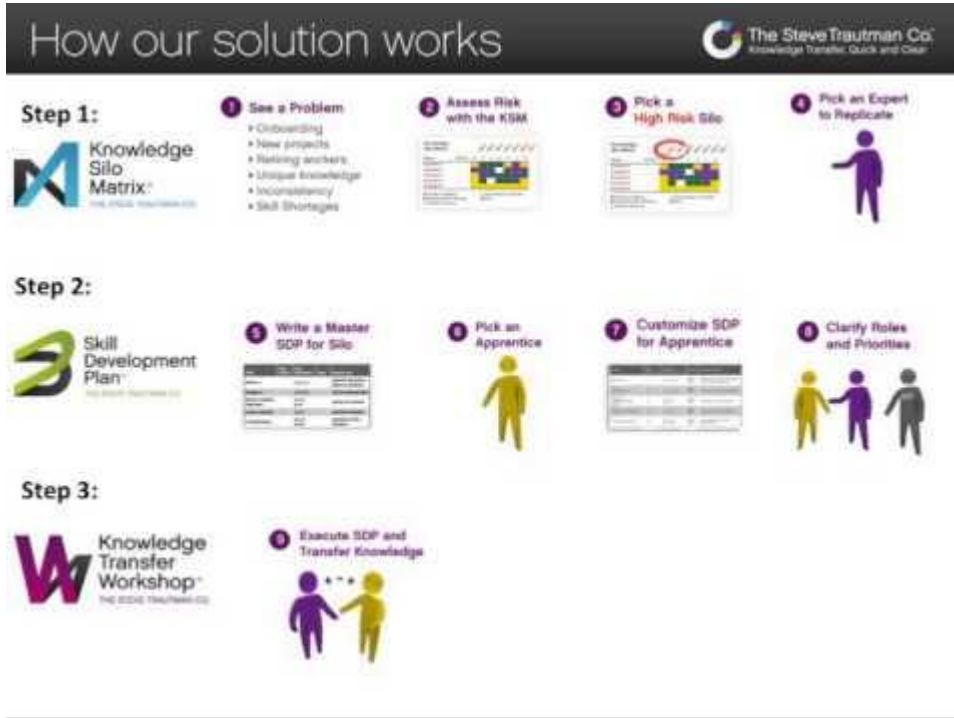 How our solution works
The Steve Trautman Co.
Knowledge Transfer, Quick and Clear
Step 1:
Knowledge
Silo
Matrix
THE STEVE TRAUTMAN CO.
1 See a Problem
Onboarding
New projects
Retiring workers
Unique knowledge
Inconsistency
Skill Shortages
2 Assess Risk
with the KSM
3 Pick a
High Risk Silo
4 Pick an Expert
to Replicate
Step 2:
Skill
Development
Plan
THE STEVE TRAUTMAN CO.
5 Write a Master
SDP for Silo
6 Pick an
Apprentice
7 Customize SDP
for Apprentice
8 Clarify Roles
and Priorities
Step 3:
Knowledge
Transfer
Workshop
THE STEVE TRAUTMAN CO.
9 Execute SDP and
Transfer Knowledge